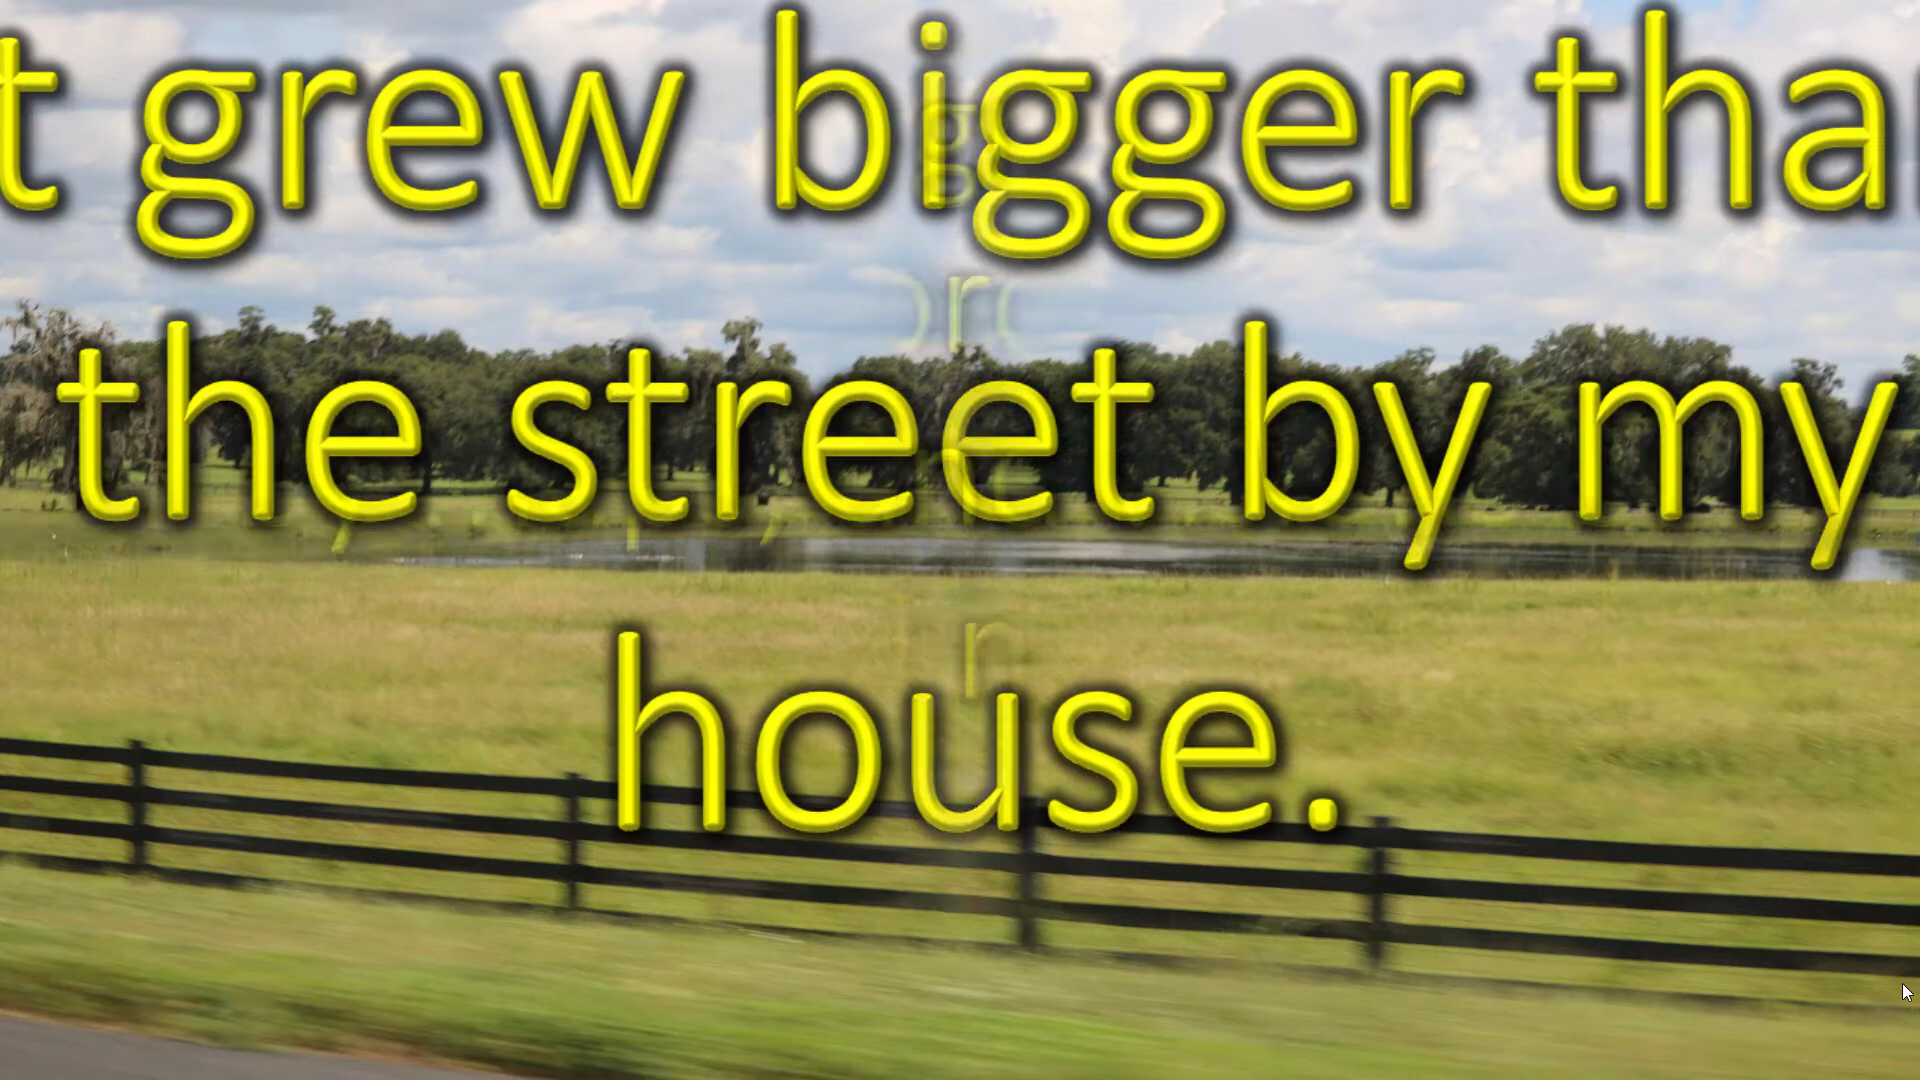 t grew bigger tha
the street by my
house.